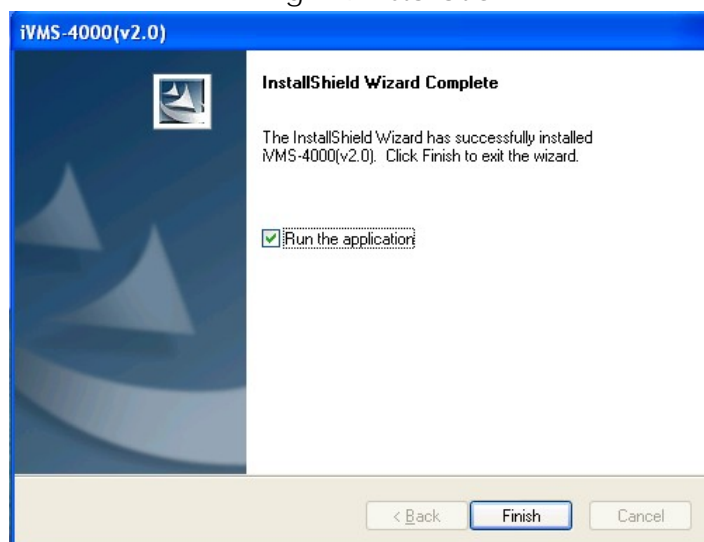 iVMS-4000(v2.0)
InstallShield Wizard Complete
The InstallShield Wizard has successfully installed
iVMS-4000(v2.0). Click Finish to exit the wizard.
Run the application
< Back
Finish
Cancel